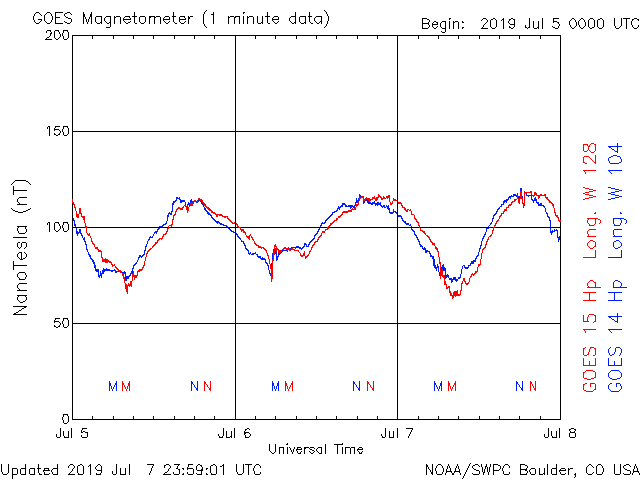 GOES Magnetometer (1 minute data)
Begin: 2019 Jul 5 0000 UTC
200
150
100
50
0
NanoTesla (nT)
M M N N M M N N M M N N
Jul 5 Jul 6 Jul 7 Jul 8
Universal Time
GOES 15 Hp Long. W 128
GOES 14 Hp Long. W 104
Updated 2019 Jul 7 23:59:01 UTC
NOAA/SWPC Boulder, CO USA